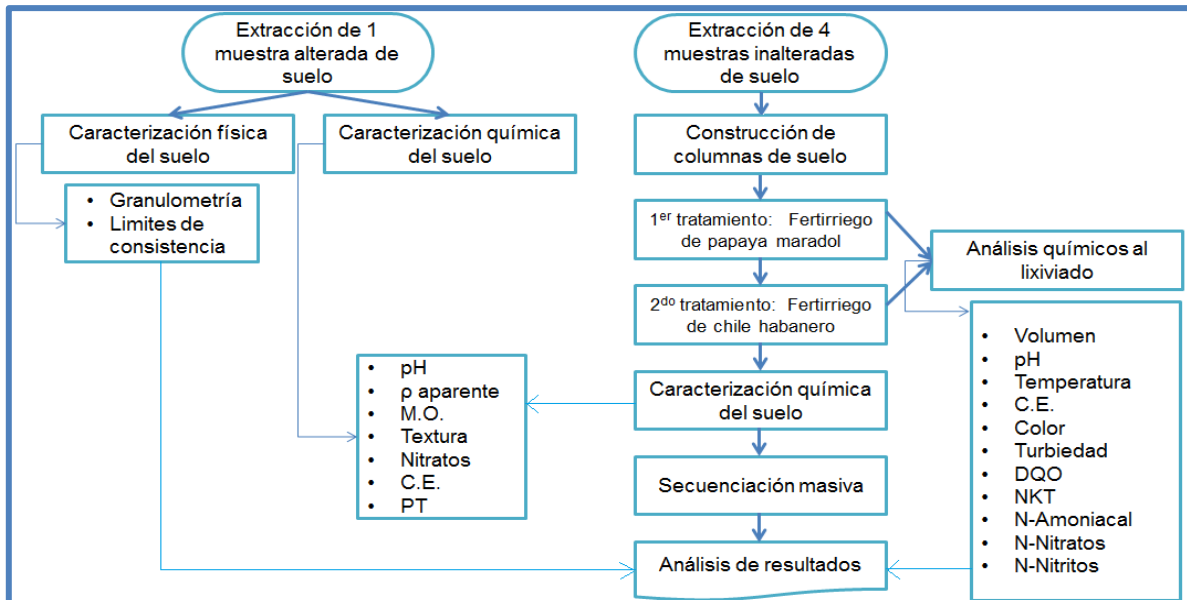 Extracción de 1
muestra alterada de
suelo
Caracterización física
del suelo
Caracterización química
del suelo
• Granulometría
• Limites de
consistencia
• pH
• ρ aparente
• M.O.
• Textura
• Nitratos
• C.E.
• PT
Extracción de 4
muestras inalteradas
de suelo
Construcción de
columnas de suelo
1er tratamiento: Fertirriego
de papaya maradol
2do tratamiento: Fertirriego
de chile habanero
Caracterización química
del suelo
Secuenciación masiva
Análisis de resultados
Análisis químicos al
lixiviado
• Volumen
• pH
• Temperatura
• C.E.
• Color
• Turbiedad
• DQO
• NKT
• N-Amoniacal
• N-Nitratos
• N-Nitritos